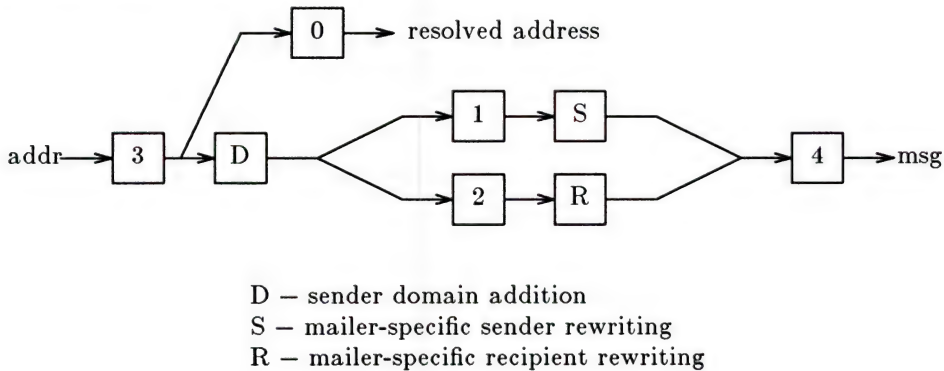 0 resolved address
1 S
addr 3 D 4 msg
2 R
D – sender domain addition
S – mailer-specific sender rewriting
R – mailer-specific recipient rewriting